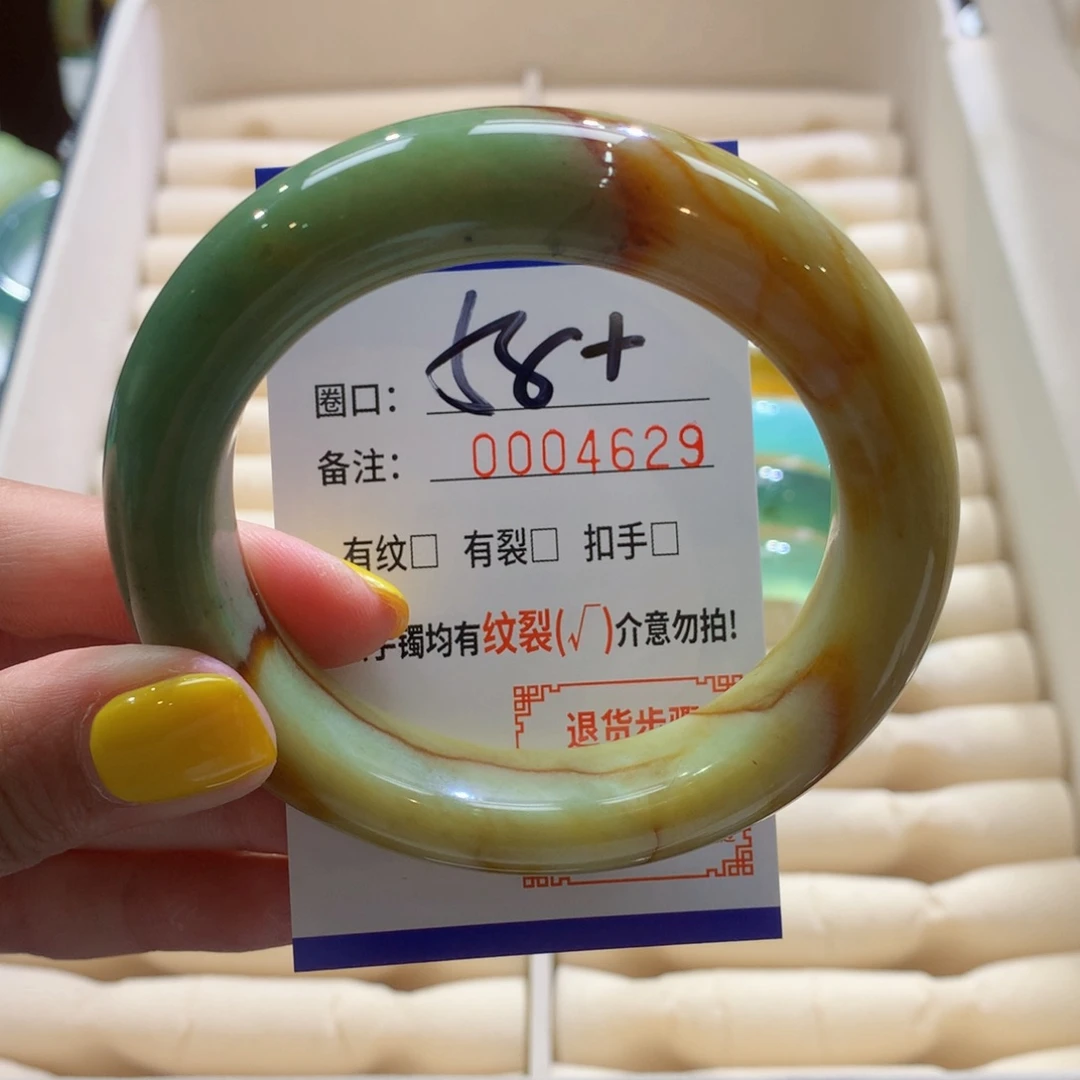 圈口: 58+
备注: 0004629
有纹□ 有裂□ 扣手□
手镯均有纹裂(√)介意勿拍!
退货步骤